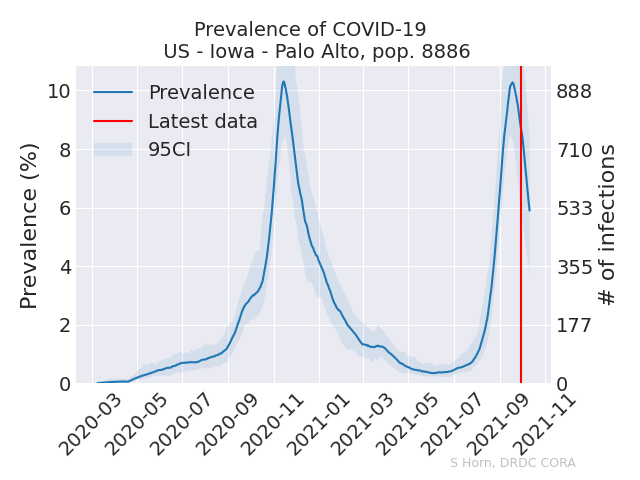 Prevalence of COVID-19
US - Iowa - Palo Alto, pop. 8886
Prevalence
Latest data
95CI
Prevalence (%)
10
8
6
4
2
0
888
710
533
355
177
0
# of infections
2020-03
2020-05
2020-07
2020-09
2020-11
2021-01
2021-03
2021-05
2021-07
2021-09
2021-11
S Horn, DRDC CORA